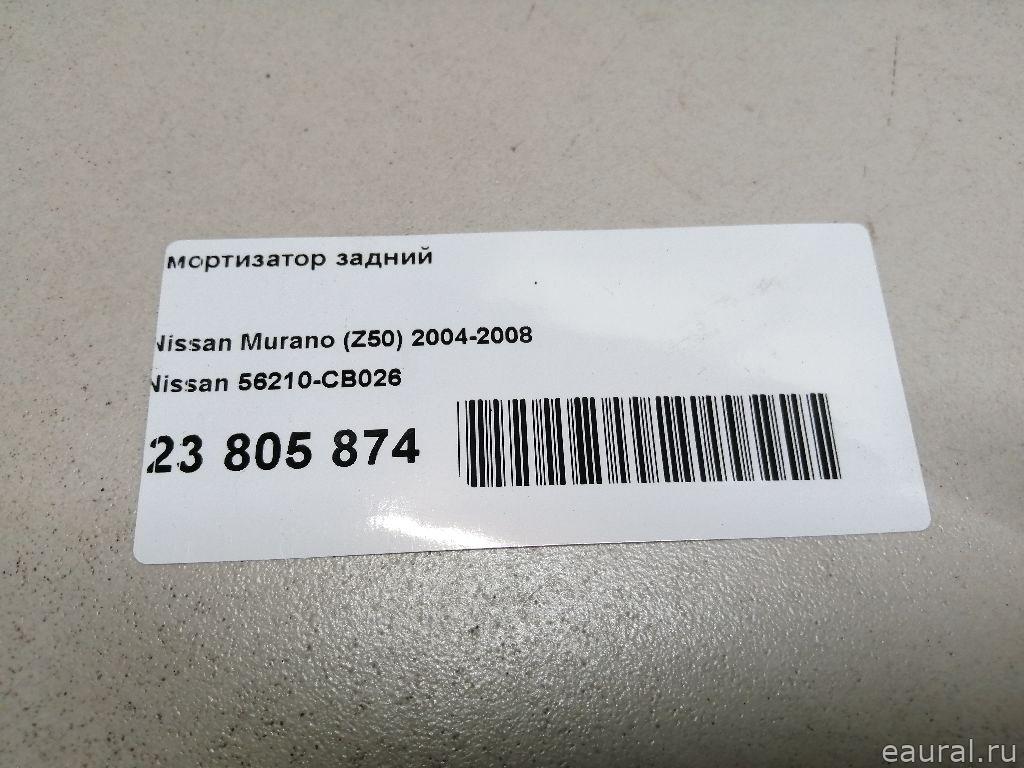 мортизатор задний
Nissan Murano (Z50) 2004-2008
Nissan 56210-CB026
23 805 874
eaural.ru